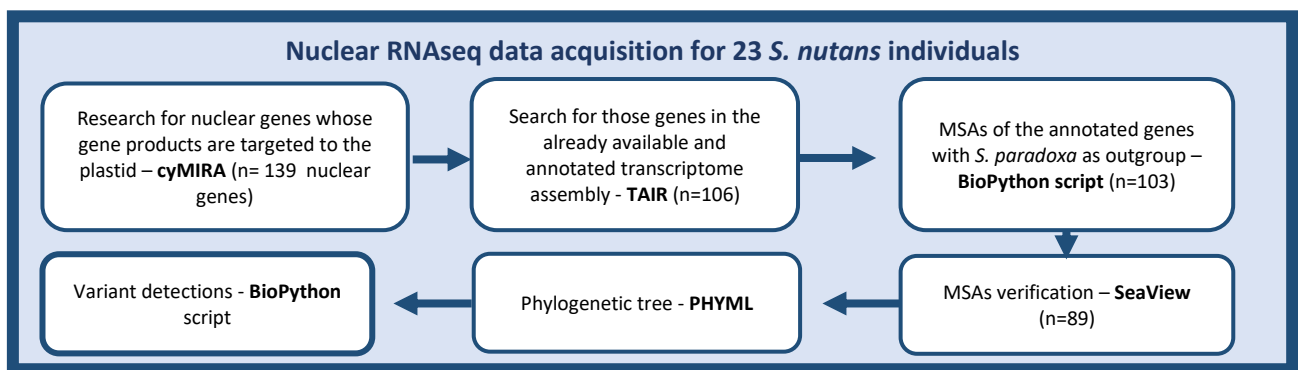 Nuclear RNAseq data acquisition for 23 S. nutans individuals
Research for nuclear genes whose
gene products are targeted to the
plastid – cyMIRA (n= 139 nuclear
genes)
Search for those genes in the
already available and
annotated transcriptome
assembly - TAIR (n=106)
MSAs of the annotated genes
with S. paradoxa as outgroup –
BioPython script (n=103)
Variant detections - BioPython
script
Phylogenetic tree - PHYML
MSAs verification – SeaView
(n=89)